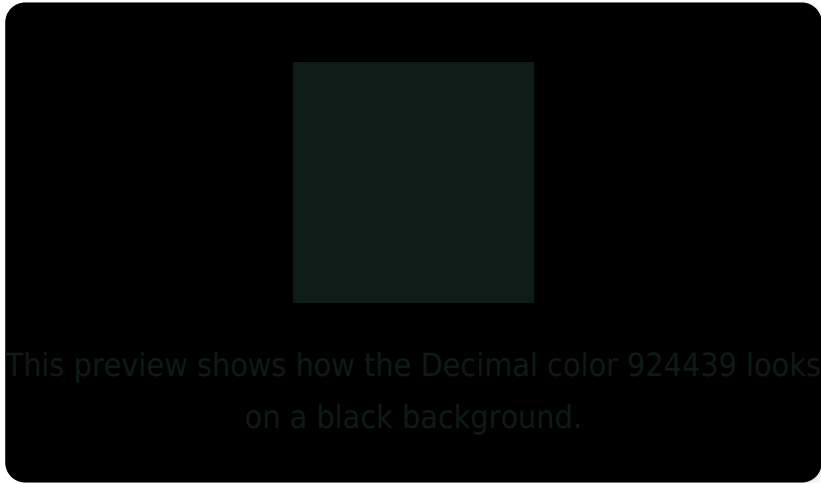 This preview shows how the Decimal color 924439 looks
on a black background.